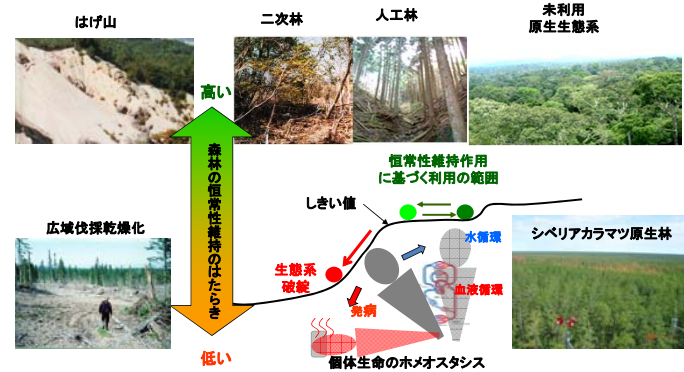 はげ山
二次林
人工林
未利用
原生生態系
高い
森林の恒常性維持のはたらき
恒常性維持作用
に基づく利用の範囲
しきい値
広域伐採乾燥化
水循環
シベリアカラマツ原生林
生態系
破綻
血液循環
発病
低い
個体生命のホメオスタシス